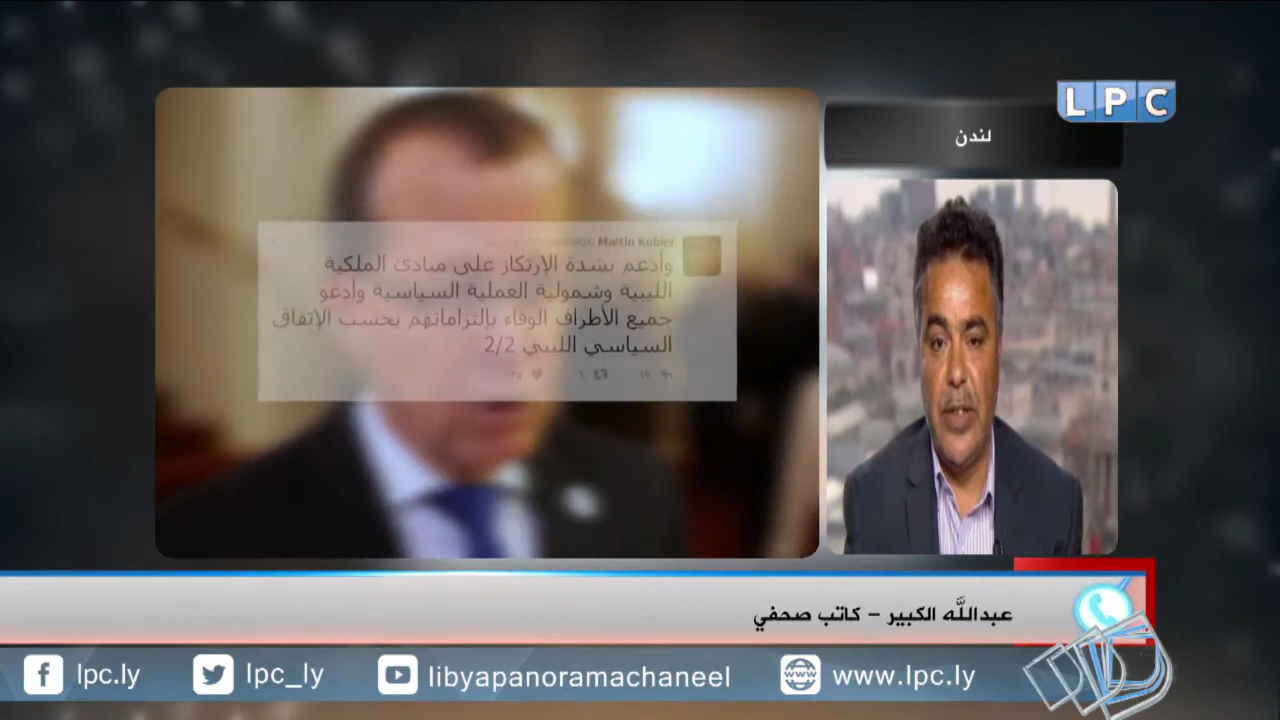 LPC
لندن
Martin Kobler
وأدعم بشدة الإرتكاز على مبادئ الملكية
الليبية وشمولية العملية السياسية وأدعو
جميع الأطراف الوفاء بإلتزاماتهم بحسب الإتفاق
السياسي الليبي 2/2
عبداللَّه الكبير – كاتب صحفي
lpc.ly
lpc_ly
libyapanoramachaneel
www.lpc.ly